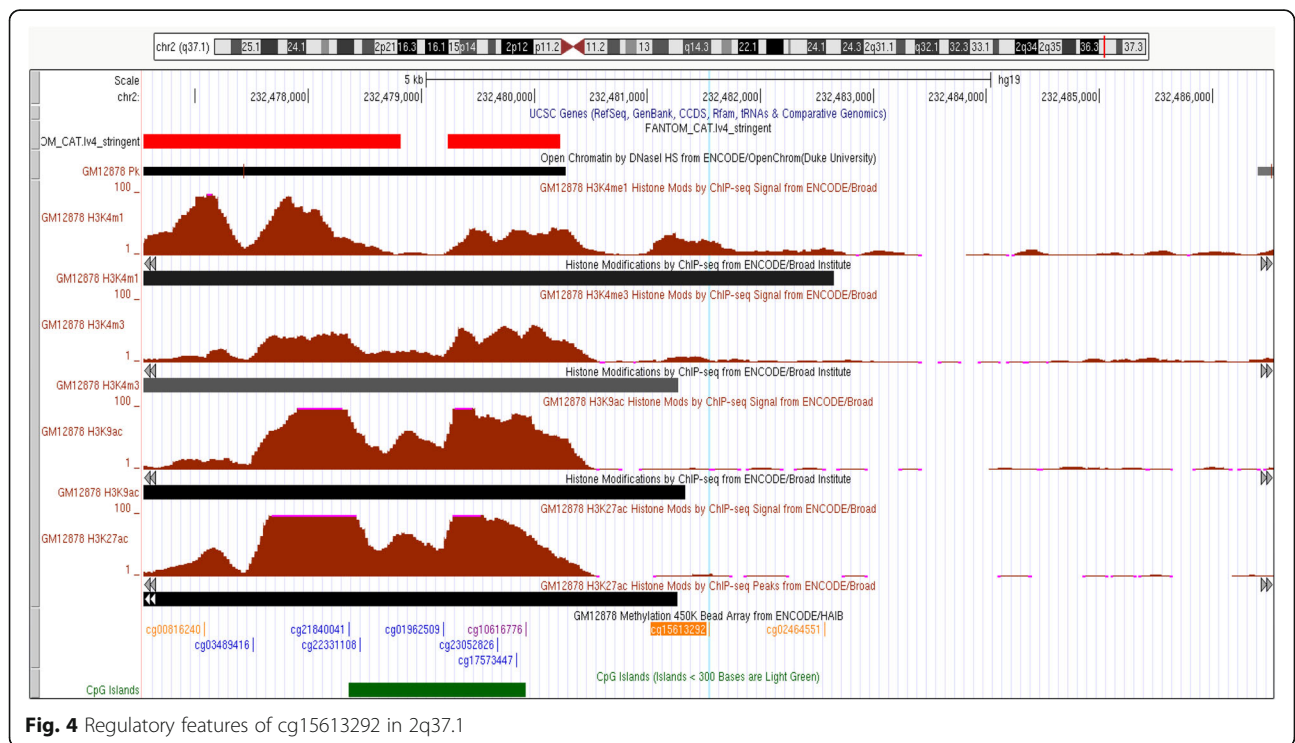 chr2 (q37.1) 25.1 24.1 2p21 16.3 16.1 15 p14 2p12 p11.2 11.2 13 q14.3 22.1 24.1 24.3 2q31.1 q32.1 32.3 33.1 2q34 2q35 36.3 37.3
Scale 5 kb hg19
chr2: 232,478,000 232,479,000 232,480,000 232,481,000 232,482,000 232,483,000 232,484,000 232,485,000 232,486,000
UCSC Genes (RefSeq, GenBank, CCDS, Rfam, tRNAs & Comparative Genomics)
FANTOM_CAT.lv4_stringent
OM_CAT.lv4_stringent
Open Chromatin by DNaseI HS from ENCODE/OpenChrom(Duke University)
GM12878 Pk
100 _ GM12878 H3K4me1 Histone Mods by ChIP-seq Signal from ENCODE/Broad
GM12878 H3K4m1
1 _
Histone Modifications by ChIP-seq from ENCODE/Broad Institute
GM12878 H3K4m1
100 _ GM12878 H3K4me3 Histone Mods by ChIP-seq Signal from ENCODE/Broad
GM12878 H3K4m3
1 _
Histone Modifications by ChIP-seq from ENCODE/Broad Institute
GM12878 H3K4m3
100 _ GM12878 H3K9ac Histone Mods by ChIP-seq Signal from ENCODE/Broad
GM12878 H3K9ac
1 _
Histone Modifications by ChIP-seq from ENCODE/Broad Institute
GM12878 H3K9ac
100 _ GM12878 H3K27ac Histone Mods by ChIP-seq Signal from ENCODE/Broad
GM12878 H3K27ac
1 _
GM12878 H3K27ac Histone Mods by ChIP-seq Peaks from ENCODE/Broad
GM12878 Methylation 450K Bead Array from ENCODE/HAIB
cg00816240 cg21840041 cg01962509 cg10616776 cg15613292 cg02464551
cg03489416 cg22331108 cg23052826
cg17573447
CpG Islands (Islands < 300 Bases are Light Green)
CpG Islands
Fig. 4 Regulatory features of cg15613292 in 2q37.1